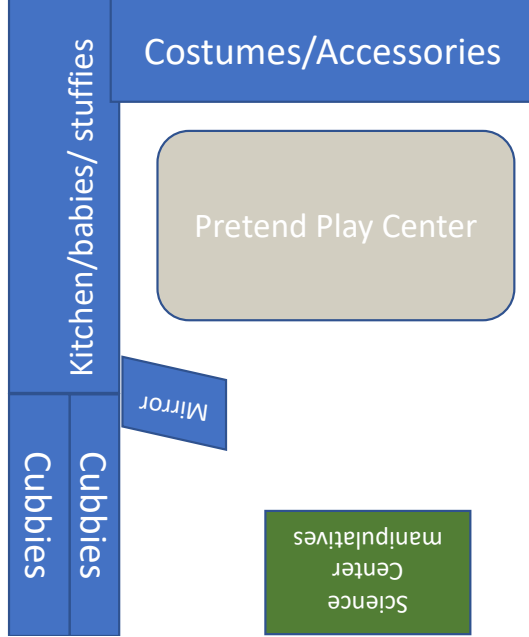 Costumes/Accessories
Kitchen/babies/ stuffies
Pretend Play Center
Mirror
Cubbies
Cubbies
Science
Center
manipulatives